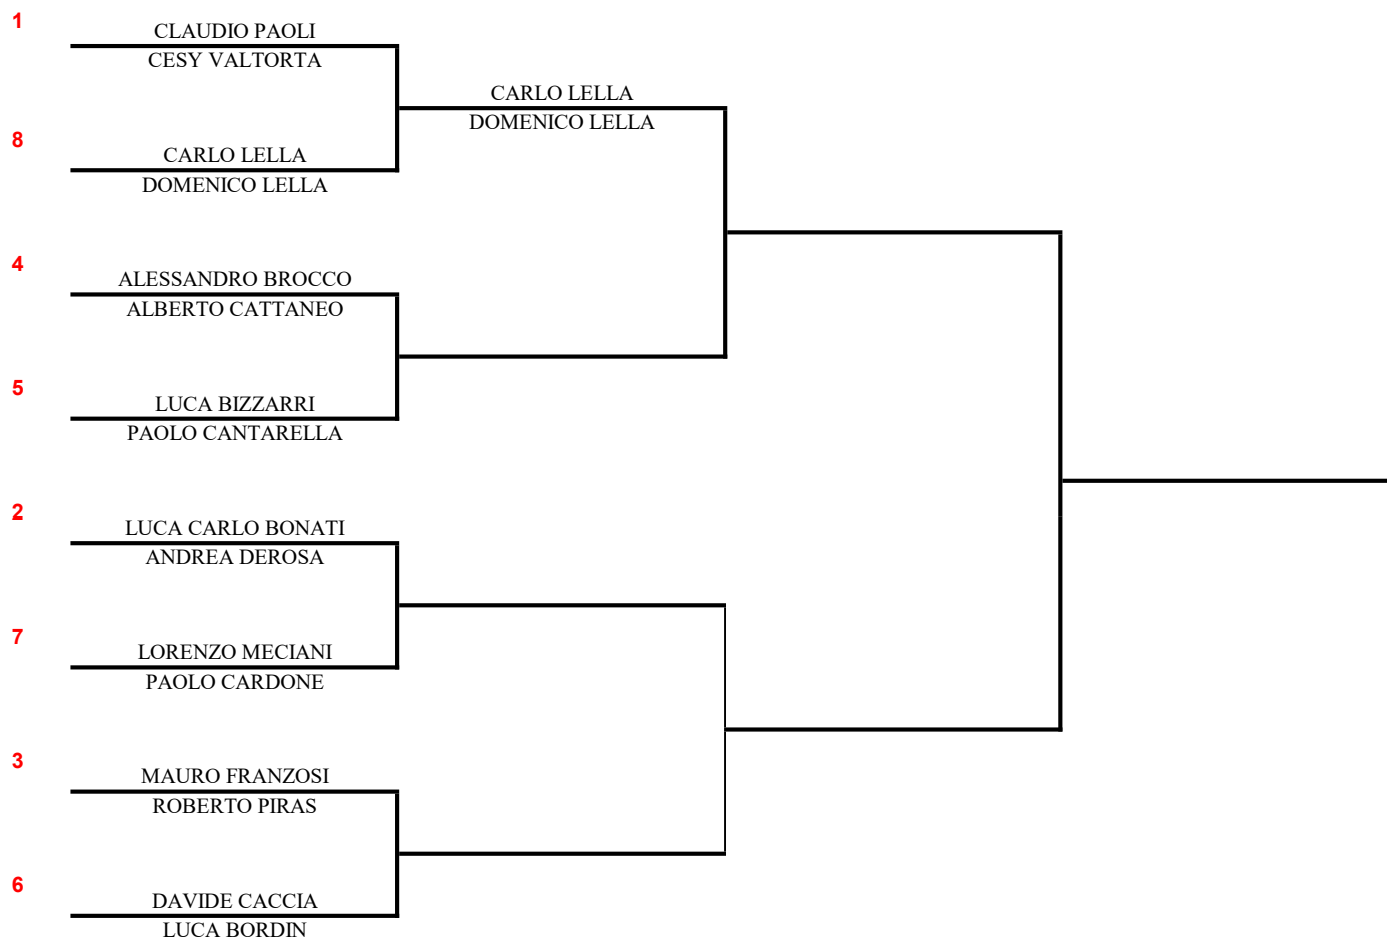 1
CLAUDIO PAOLI
CESY VALTORTA
CARLO LELLA
DOMENICO LELLA
8
CARLO LELLA
DOMENICO LELLA
4
ALESSANDRO BROCCO
ALBERTO CATTANEO
5
LUCA BIZZARRI
PAOLO CANTARELLA
2
LUCA CARLO BONATI
ANDREA DEROSA
7
LORENZO MECIANI
PAOLO CARDONE
3
MAURO FRANZOSI
ROBERTO PIRAS
6
DAVIDE CACCIA
LUCA BORDIN